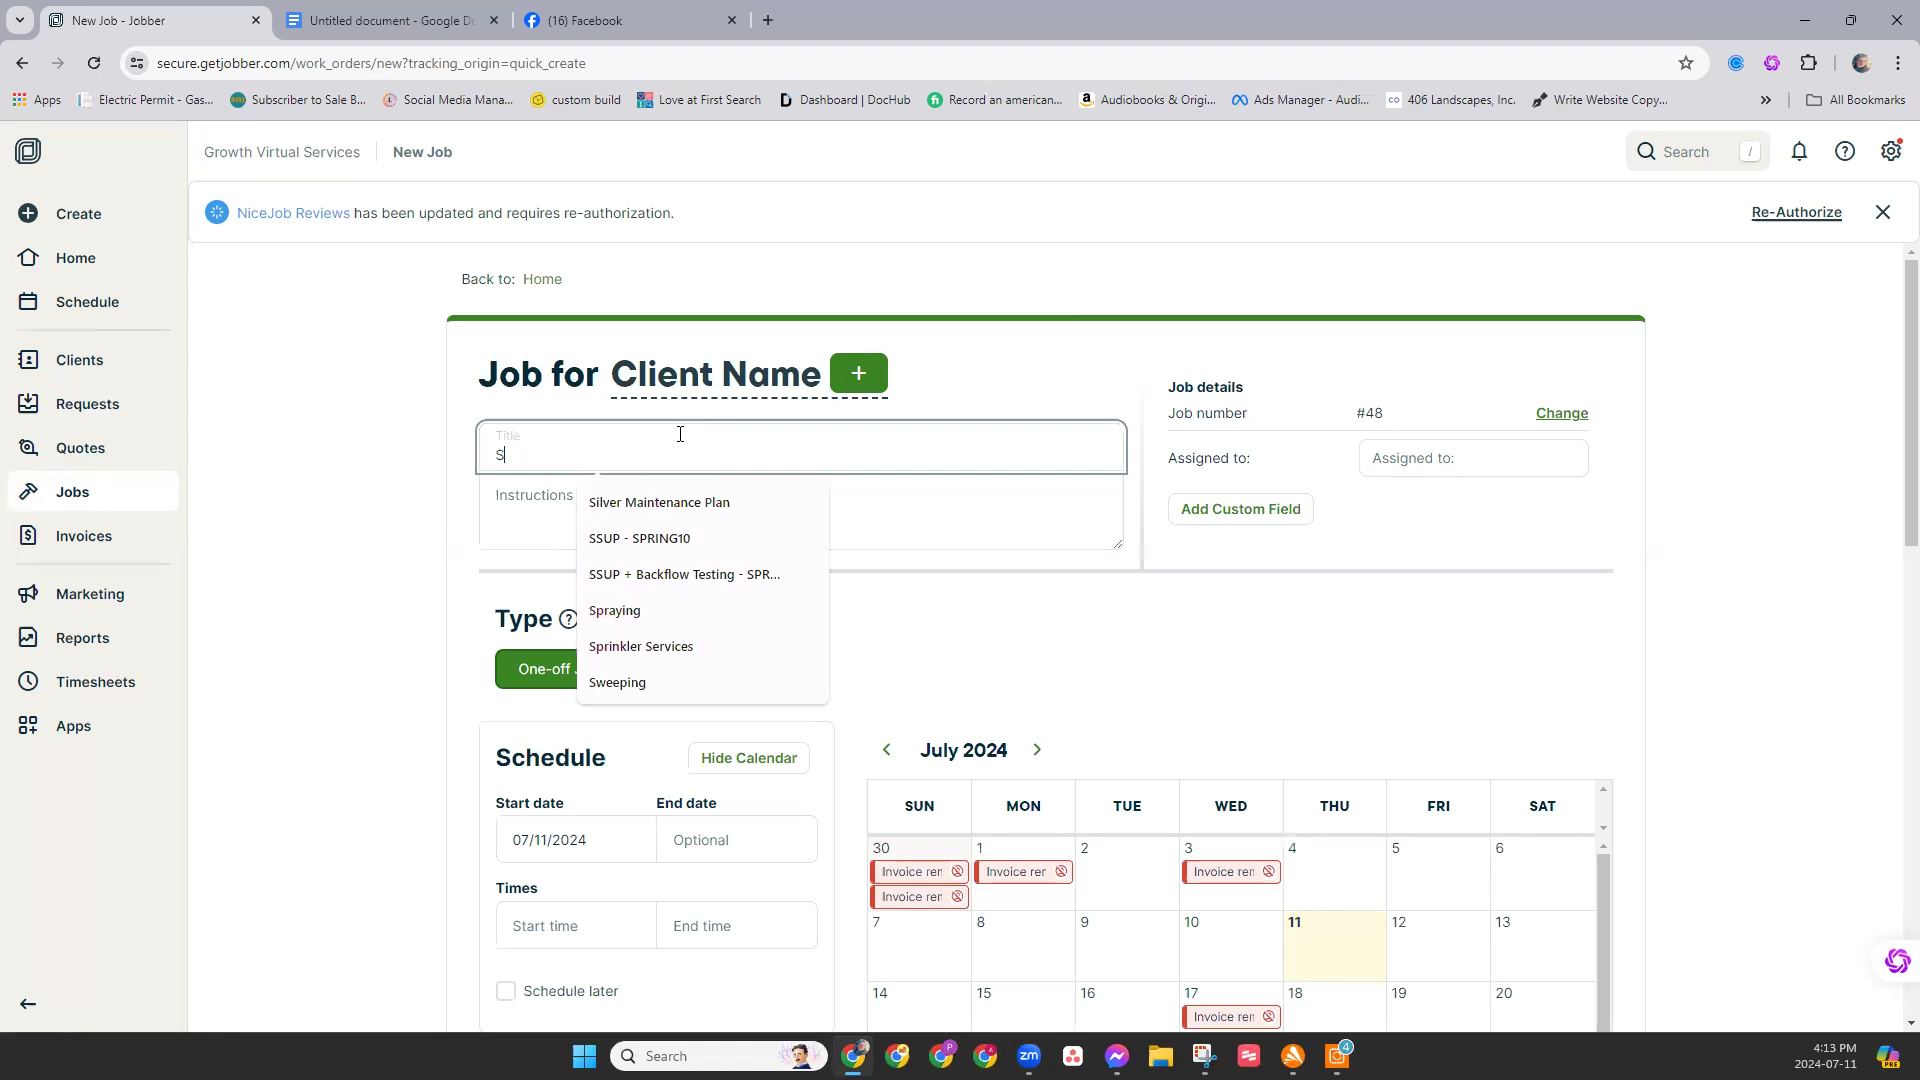 New Job - Jobber
Untitled document - Google Do
(16) Facebook
secure.getjobber.com/work_orders/new?tracking_origin=quick_create
Apps
Electric Permit - Gas...
Subscriber to Sale B...
Social Media Mana...
custom build
Love at First Search
Dashboard | DocHub
Record an american...
Audiobooks & Origi...
Ads Manager - Audi...
406 Landscapes, Inc.
Write Website Copy...
All Bookmarks
Growth Virtual Services
New Job
Search /
NiceJob Reviews has been updated and requires re-authorization.
Re-Authorize
Create
Home
Schedule
Clients
Requests
Quotes
Jobs
Invoices
Marketing
Reports
Timesheets
Apps
Back to: Home
Job for Client Name +
Title
S
Instructions
Silver Maintenance Plan
SSUP - SPRING10
SSUP + Backflow Testing - SPR...
Spraying
Sprinkler Services
Sweeping
Job details
Job number #48 Change
Assigned to: Assigned to:
Add Custom Field
Type ?
One-off
Schedule
Hide Calendar
Start date End date
07/11/2024 Optional
Times
Start time End time
Schedule later
July 2024
SUN MON TUE WED THU FRI SAT
30 1 2 3 4 5 6
Invoice rem Invoice rer Invoice ren
Invoice ren
7 8 9 10 11 12 13
14 15 16 17 18 19 20
Invoice ren
Search
zm
4
4:13 PM
2024-07-11
PRE